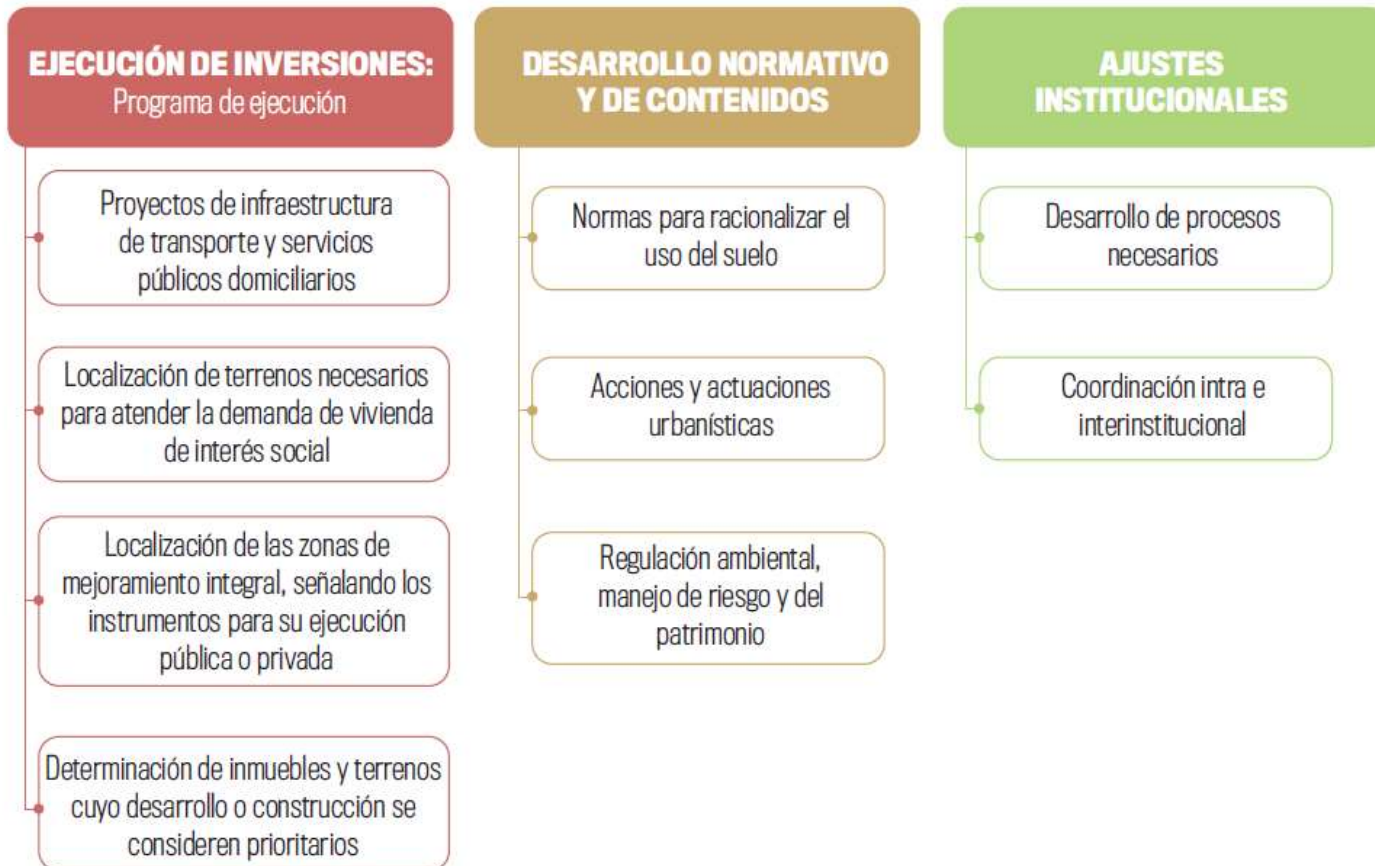 EJECUCIÓN DE INVERSIONES:
Programa de ejecución
Proyectos de infraestructura
de transporte y servicios
públicos domiciliarios
Localización de terrenos necesarios
para atender la demanda de vivienda
de interés social
Localización de las zonas de
mejoramiento integral, señalando los
instrumentos para su ejecución
pública o privada
Determinación de inmuebles y terrenos
cuyo desarrollo o construcción se
consideren prioritarios
DESARROLLO NORMATIVO
Y DE CONTENIDOS
Normas para racionalizar el
uso del suelo
Acciones y actuaciones
urbanísticas
Regulación ambiental,
manejo de riesgo y del
patrimonio
AJUSTES
INSTITUCIONALES
Desarrollo de procesos
necesarios
Coordinación intra e
interinstitucional